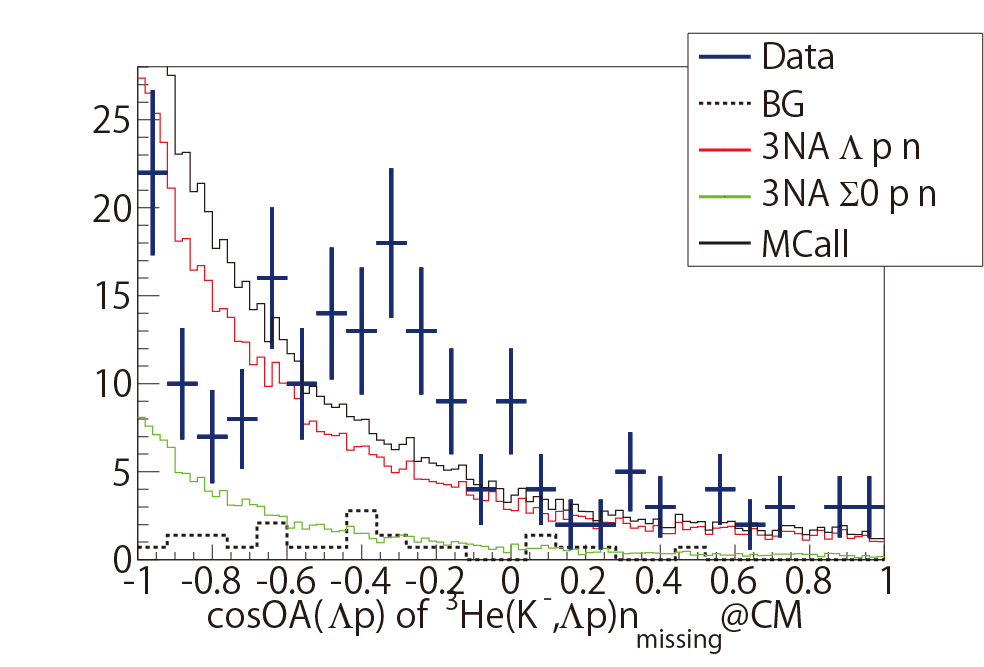 Data
BG
3NA Λ p n
3NA Σ0 p n
MCall
25
20
15
10
5
0
-1 -0.8 -0.6 -0.4 -0.2 0 0.2 0.4 0.6 0.8 1
cosOA(Λp) of ³He(K⁻,Λp)n missing@CM